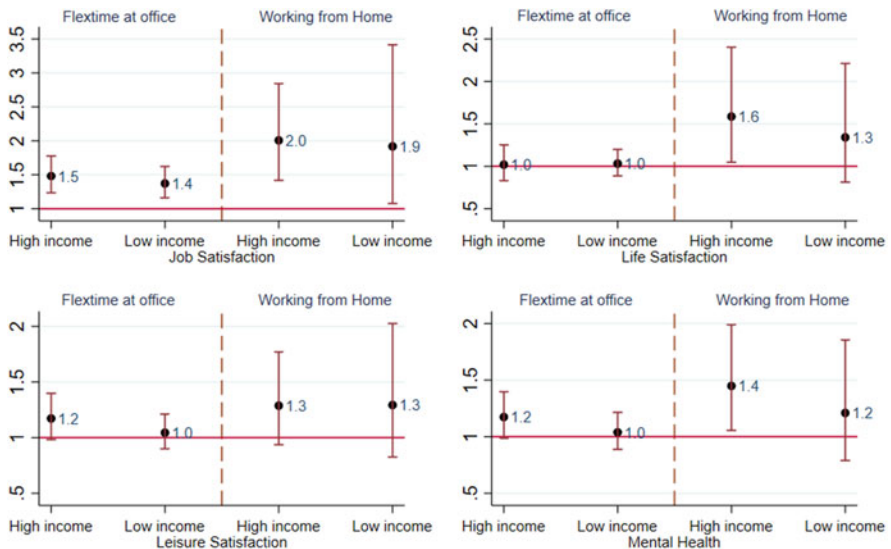 Flextime at office Working from Home
3.5
3
2.5
2
1.5
1
1.5
1.4
2.0
1.9
High income Low income High income Low income
Job Satisfaction
Flextime at office Working from Home
2.5
2
1.5
1
.5
1.0
1.0
1.6
1.3
High income Low income High income Low income
Life Satisfaction
Flextime at office Working from Home
2
1.5
1
.5
1.2
1.0
1.3
1.3
High income Low income High income Low income
Leisure Satisfaction
Flextime at office Working from Home
2
1.5
1
.5
1.2
1.0
1.4
1.2
High income Low income High income Low income
Mental Health